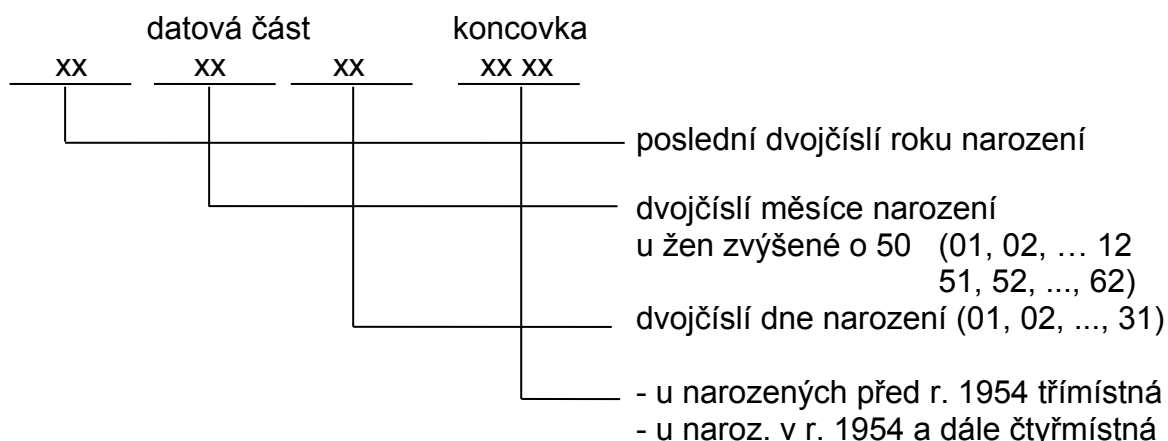 datová část koncovka
xx xx xx xx xx
poslední dvojčíslí roku narození
dvojčíslí měsíce narození
u žen zvýšené o 50 (01, 02, … 12
51, 52, ..., 62)
dvojčíslí dne narození (01, 02, ..., 31)
- u narozených před r. 1954 třímístná
- u naroz. v r. 1954 a dále čtyřmístná